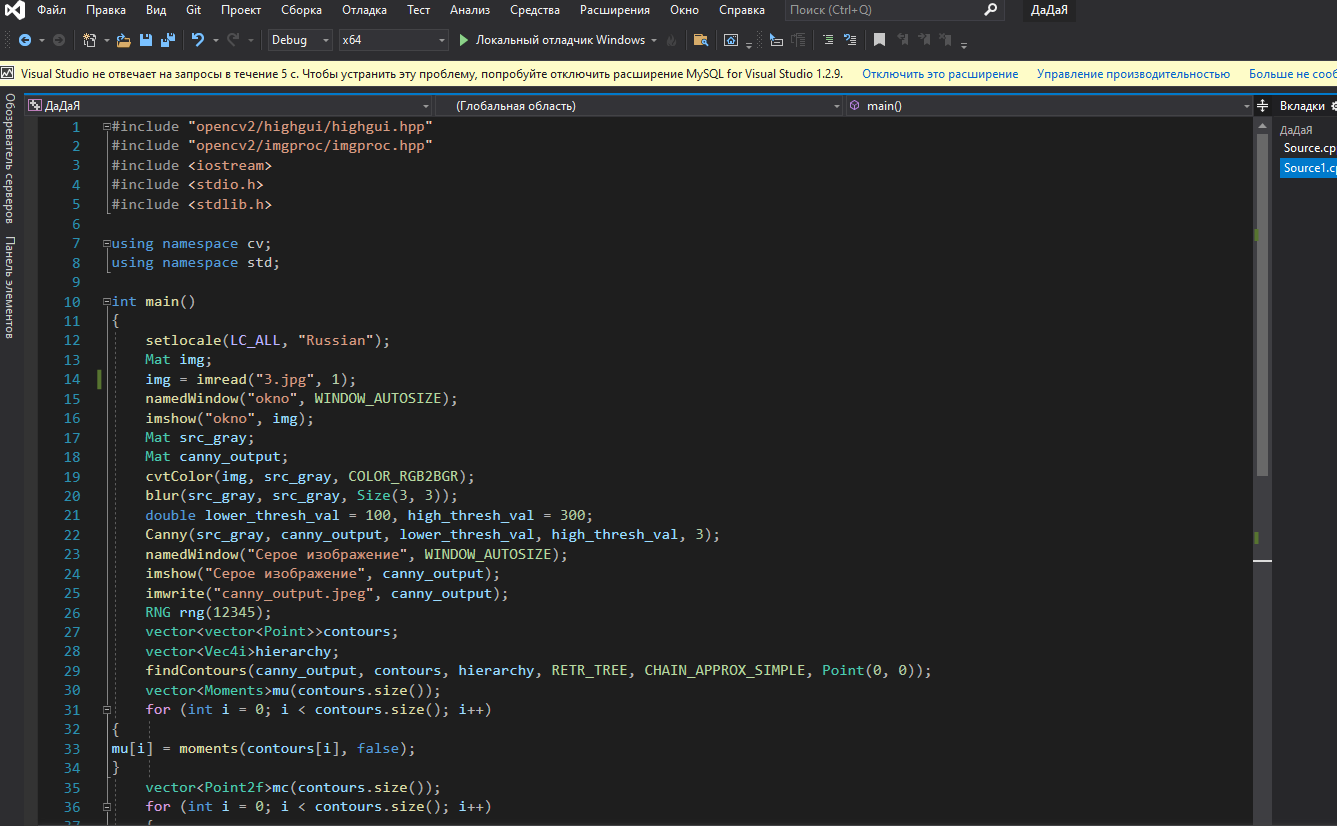 Файл Правка Вид Git Проект Сборка Отладка Тест Анализ Средства Расширения Окно Справка Поиск (Ctrl+Q) ДаДаЯ
Debug x64 Локальный отладчик Windows
Visual Studio не отвечает на запросы в течение 5 с. Чтобы устранить эту проблему, попробуйте отключить расширение MySQL for Visual Studio 1.2.9. Отключить это расширение Управление производительностью Больше не сооб
Обозреватель серверов
Панель элементов
ДаДаЯ (Глобальная область) main() Вкладки
ДаДаЯ
Source.cp
Source1.cp
1 #include "opencv2/highgui/highgui.hpp"
2 #include "opencv2/imgproc/imgproc.hpp"
3 #include <iostream>
4 #include <stdio.h>
5 #include <stdlib.h>
6
7 using namespace cv;
8 using namespace std;
9
10 int main()
11 {
12 setlocale(LC_ALL, "Russian");
13 Mat img;
14 img = imread("3.jpg", 1);
15 namedWindow("okno", WINDOW_AUTOSIZE);
16 imshow("okno", img);
17 Mat src_gray;
18 Mat canny_output;
19 cvtColor(img, src_gray, COLOR_RGB2BGR);
20 blur(src_gray, src_gray, Size(3, 3));
21 double lower_thresh_val = 100, high_thresh_val = 300;
22 Canny(src_gray, canny_output, lower_thresh_val, high_thresh_val, 3);
23 namedWindow("Серое изображение", WINDOW_AUTOSIZE);
24 imshow("Серое изображение", canny_output);
25 imwrite("canny_output.jpeg", canny_output);
26 RNG rng(12345);
27 vector<vector<Point>>contours;
28 vector<Vec4i>hierarchy;
29 findContours(canny_output, contours, hierarchy, RETR_TREE, CHAIN_APPROX_SIMPLE, Point(0, 0));
30 vector<Moments>mu(contours.size());
31 for (int i = 0; i < contours.size(); i++)
32 {
33 mu[i] = moments(contours[i], false);
34 }
35 vector<Point2f>mc(contours.size());
36 for (int i = 0; i < contours.size(); i++)
37 {